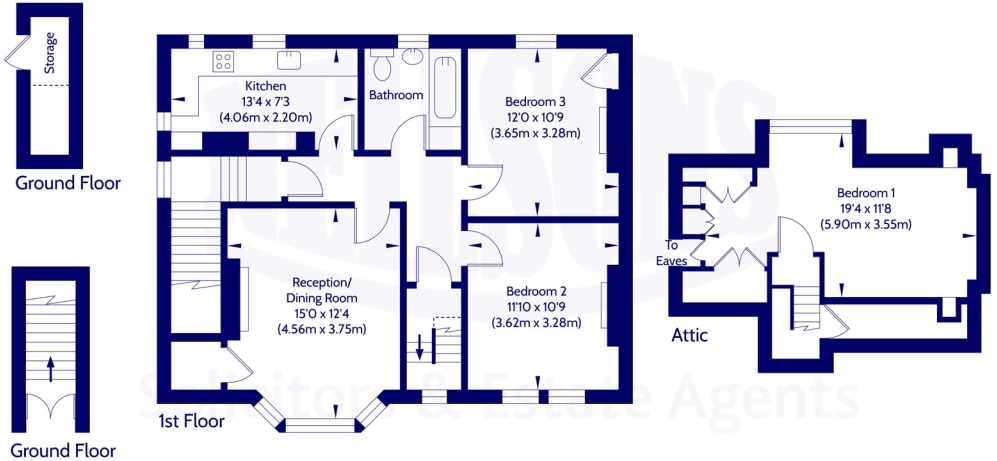 Storage
Ground Floor
Ground Floor
Kitchen
13'4 x 7'3
(4.06m x 2.20m)
Bathroom
Bedroom 3
12'0 x 10'9
(3.65m x 3.28m)
Reception/
Dining Room
15'0 x 12'4
(4.56m x 3.75m)
Bedroom 2
11'10 x 10'9
(3.62m x 3.28m)
1st Floor
Bedroom 1
19'4 x 11'8
(5.90m x 3.55m)
To
Eaves
Attic
Solicitors & Estate Agents